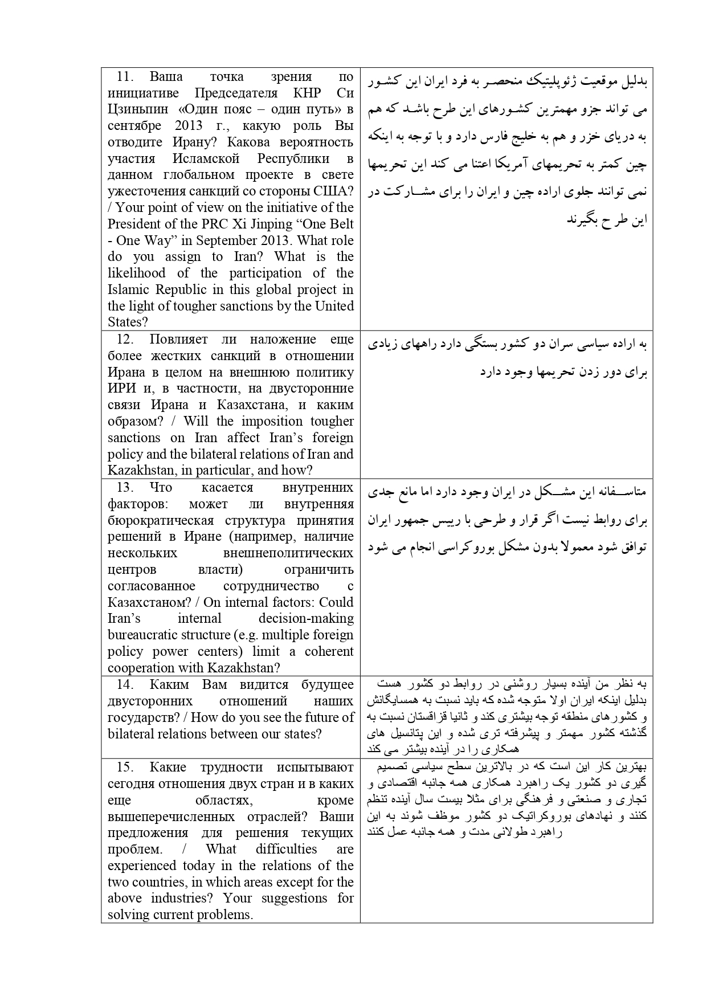 11. Ваша точка зрения по
инициативе Председателя КНР Си
Цзиньпин «Один пояс – один путь» в
сентябре 2013 г., какую роль Вы
отводите Ирану? Какова вероятность
участия Исламской Республики в
данном глобальном проекте в свете
ужесточения санкций со стороны США?
/ Your point of view on the initiative of the
President of the PRC Xi Jinping “One Belt
- One Way” in September 2013. What role
do you assign to Iran? What is the
likelihood of the participation of the
Islamic Republic in this global project in
the light of tougher sanctions by the United
States?
بدلیل موقعیت ژئوپلیتیک منحصر به فرد ایران این کشور
می تواند جزو مهمترین کشورهای این طرح باشد که هم
به دریای خزر و هم به خلیج فارس دارد و با توجه به اینکه
چین کمتر به تحریمهای آمریکا اعتنا می کند این تحریمها
نمی توانند جلوی اراده چین و ایران را برای مشارکت در
این طر ح بگیرند
12. Повлияет ли наложение еще
более жестких санкций в отношении
Ирана в целом на внешнюю политику
ИРИ и, в частности, на двусторонние
связи Ирана и Казахстана, и каким
образом? / Will the imposition tougher
sanctions on Iran affect Iran’s foreign
policy and the bilateral relations of Iran and
Kazakhstan, in particular, and how?
به اراده سیاسی سران دو کشور بستگی دارد راههای زیادی
برای دور زدن تحریمها وجود دارد
13. Что касается внутренних
факторов: может ли внутренняя
бюрократическая структура принятия
решений в Иране (например, наличие
нескольких внешнеполитических
центров власти) ограничить
согласованное сотрудничество с
Казахстаном? / On internal factors: Could
Iran’s internal decision-making
bureaucratic structure (e.g. multiple foreign
policy power centers) limit a coherent
cooperation with Kazakhstan?
متاسفانه این مشکل در ایران وجود دارد اما مانع جدی
برای روابط نیست اگر قرار و طرحی با رییس جمهور ایران
توافق شود معمولا بدون مشکل بوروکراسی انجام می شود
14. Каким Вам видится будущее
двусторонних отношений наших
государств? / How do you see the future of
bilateral relations between our states?
به نظر من آینده بسیار روشنی در روابط دو کشور هست
بدلیل اینکه ایران اولا متوجه شده که باید نسبت به همسایگانش
و کشورهای منطقه توجه بیشتری کند و ثانیا قزاقستان نسبت به
گذشته کشور مهمتر و پیشرفته تری شده و این پتانسیل های
همکاری را در آینده بیشتر می کند
15. Какие трудности испытывают
сегодня отношения двух стран и в каких
еще областях, кроме
вышеперечисленных отраслей? Ваши
предложения для решения текущих
проблем. / What difficulties are
experienced today in the relations of the
two countries, in which areas except for the
above industries? Your suggestions for
solving current problems.
بهترین کار این است که در بالاترین سطح سیاسی تصمیم
گیری دو کشور یک راهبرد همکاری همه جانبه اقتصادی و
تجاری و صنعتی و فرهنگی برای مثلا بیست سال آینده تنظم
کنند و نهادهای بوروکراتیک دو کشور موظف شوند به این
راهبرد طولانی مدت و همه جانبه عمل کنند